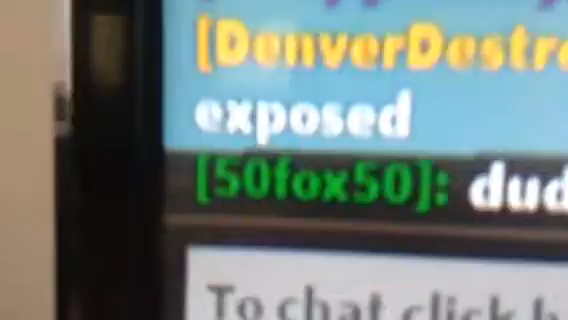 [DenverDestr
exposed
[50fox50]: dud
To chat click